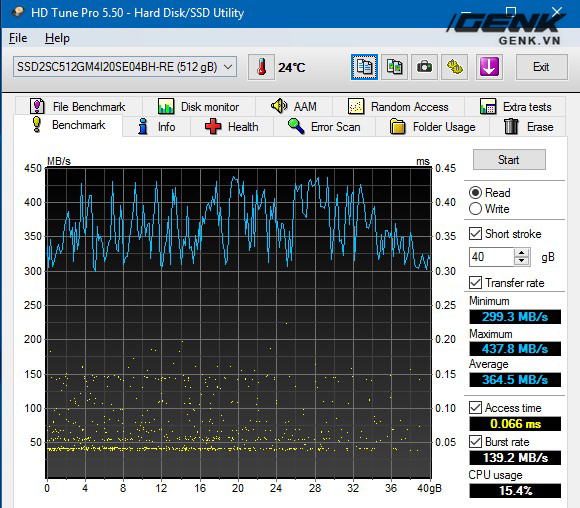 HD Tune Pro 5.50 - Hard Disk/SSD Utility
GENK
GENK.VN
File Help
SSD2SC512GM4I20SE04BH-RE (512 gB) 24°C Exit
File Benchmark Disk monitor AAM Random Access Extra tests
Benchmark Info Health Error Scan Folder Usage Erase
MB/s ms
450 0.45
400 0.40
350 0.35
300 0.30
250 0.25
200 0.20
150 0.15
100 0.10
50 0.05
0 4 8 12 16 20 24 28 32 36 40gB
Start
Read
Write
Short stroke
40 gB
Transfer rate
Minimum
299.3 MB/s
Maximum
437.8 MB/s
Average
364.5 MB/s
Access time
0.066 ms
Burst rate
139.2 MB/s
CPU usage
15.4%